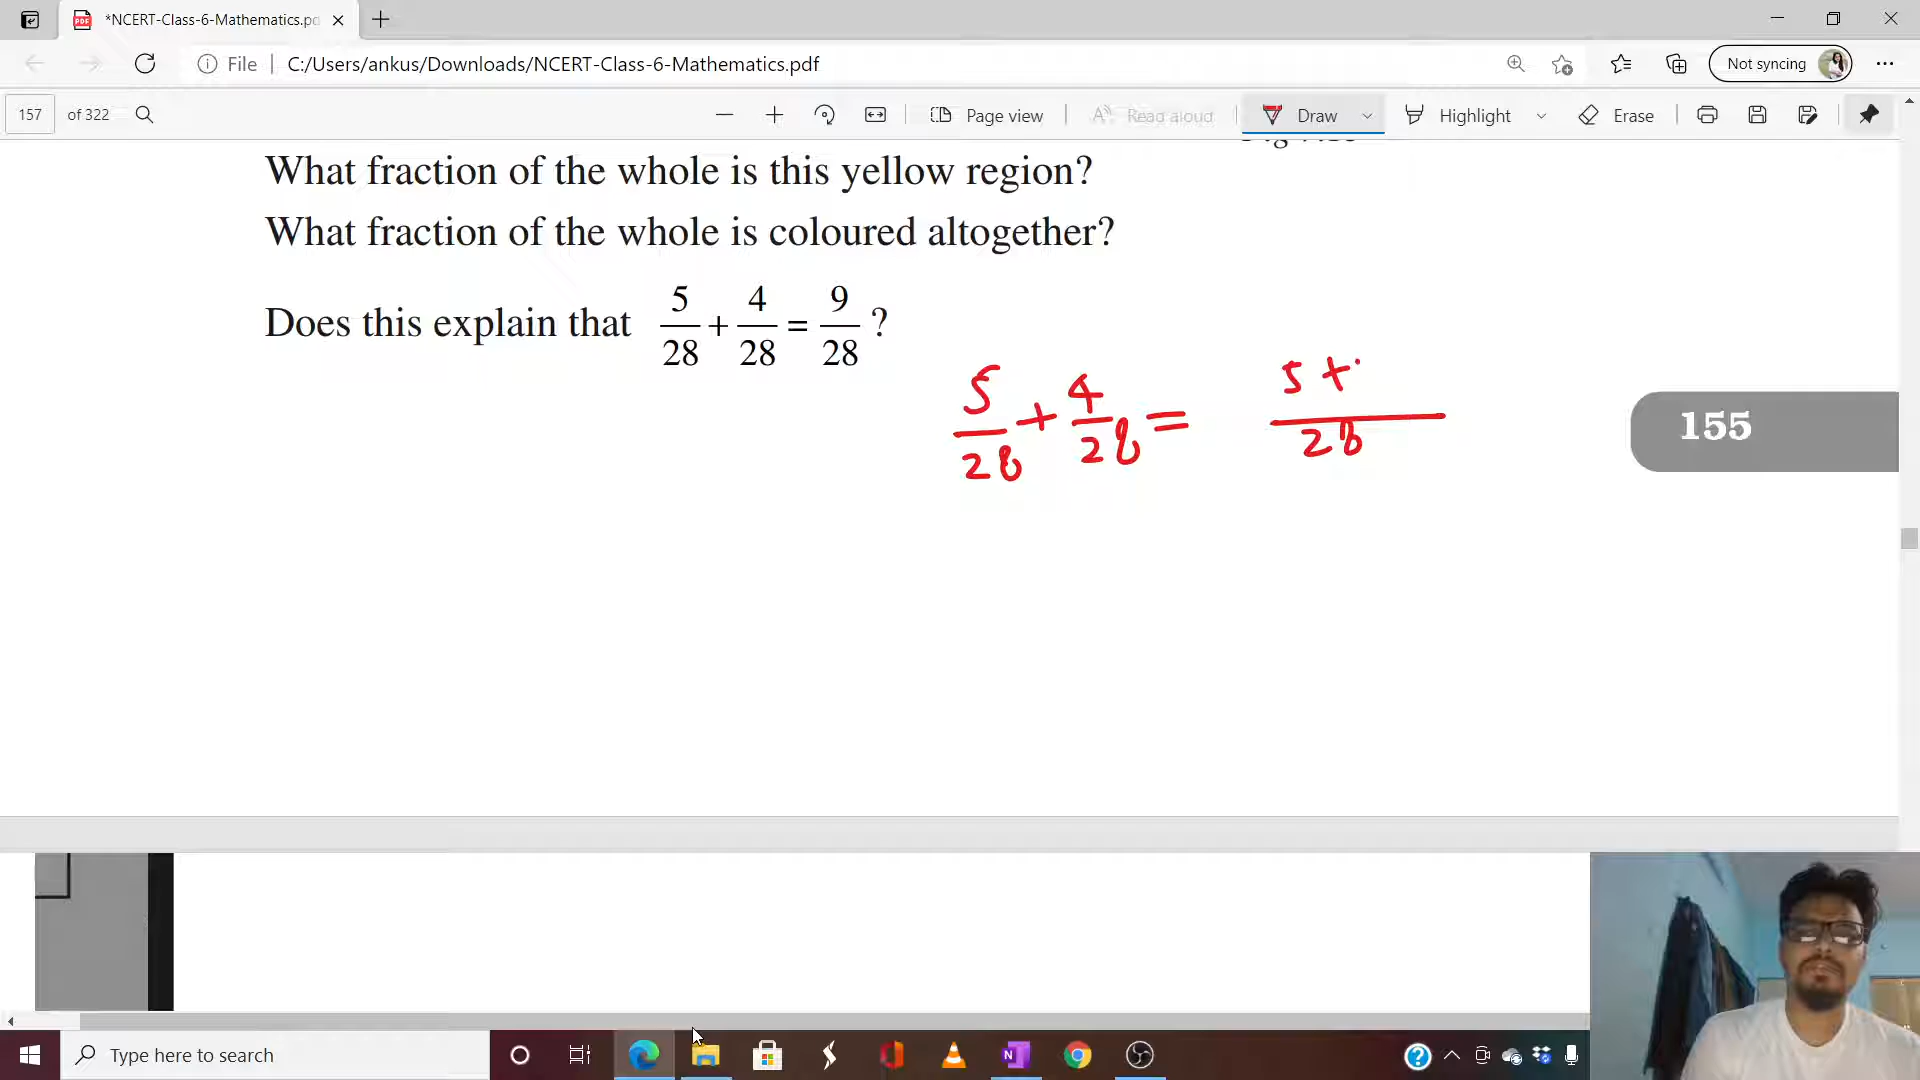 *NCERT-Class-6-Mathematics.pd
File
C:/Users/ankus/Downloads/NCERT-Class-6-Mathematics.pdf
Not syncing
157 of 322
Page view
Read aloud
Draw
Highlight
Erase
What fraction of the whole is this yellow region?
What fraction of the whole is coloured altogether?
Does this explain that 5/28 + 4/28 = 9/28 ?
5/28 + 4/28 = 5 + /28
155
Type here to search